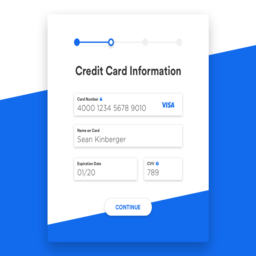 Credit Card Information
Card Number
4000 1234 5678 9010 VISA
Name on Card
Sean Kinberger
Expiration Date CVV
01/20 789
CONTINUE